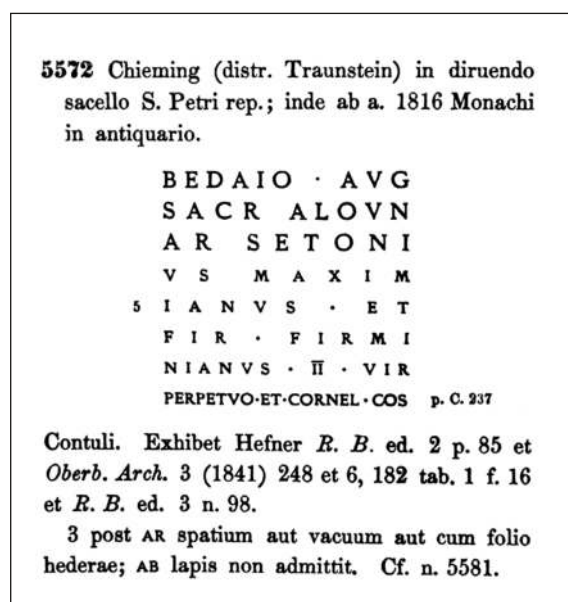 5572 Chieming (distr. Traunstein) in diruendo
sacello S. Petri rep.; inde ab a. 1816 Monachi
in antiquario.
BEDAIO · AVG
SACR ALOVN
AR SETONI
VS MAXIM
5 IANVS · ET
FIR · FIRMI
NIANVS · I̅I̅ · VIR
PERPETVO·ET·CORNEL·COS p. C. 237
Contuli. Exhibet Hefner R. B. ed. 2 p. 85 et
Oberb. Arch. 3 (1841) 248 et 6, 182 tab. 1 f. 16
et R. B. ed. 3 n. 98.
3 post AR spatium aut vacuum aut cum folio
hederae; AB lapis non admittit. Cf. n. 5581.